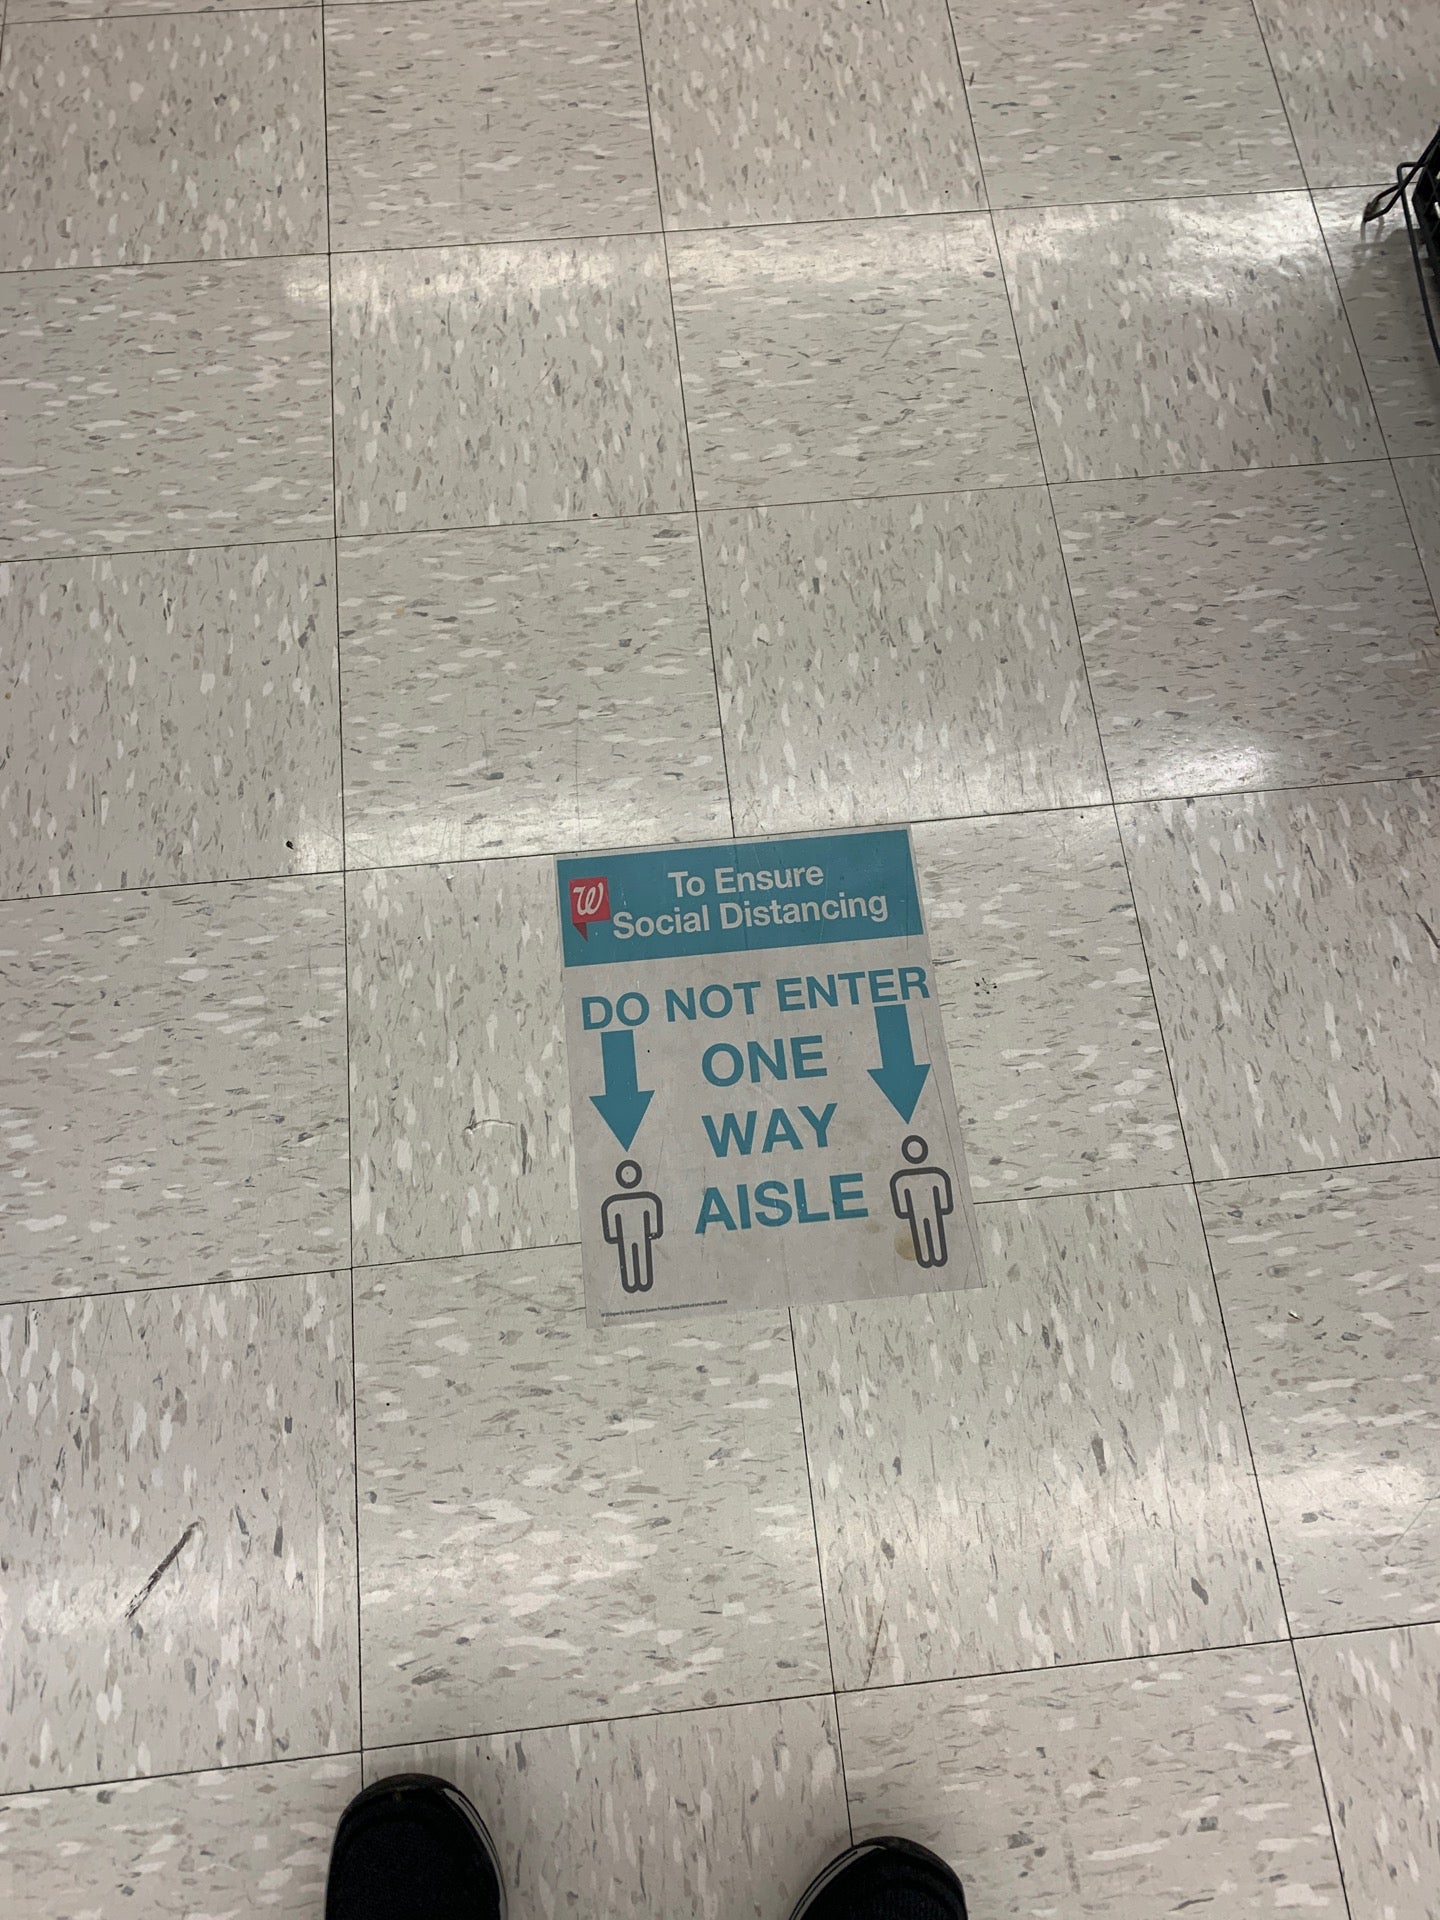 W
To Ensure
Social Distancing
DO NOT ENTER
ONE
WAY
AISLE